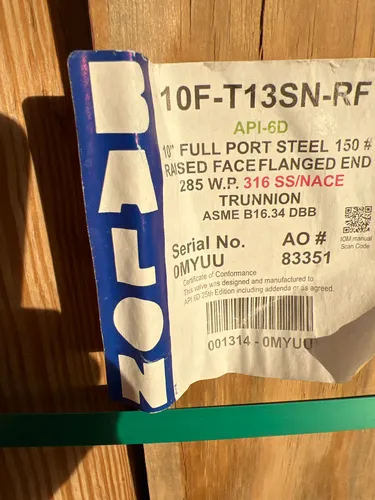 BALON
10F-T13SN-RF
API-6D
10" FULL PORT STEEL 150 #
RAISED FACE FLANGED END
285 W.P. 316 SS/NACE
TRUNNION
ASME B16.34 DBB
IOM manual
Scan Code
Serial No.
0MYUU
AO #
83351
Certificate of Conformance
This valve was designed and manufactured to
API 6D 25th Edition including addenda or as agreed.
001314 - 0MYUU